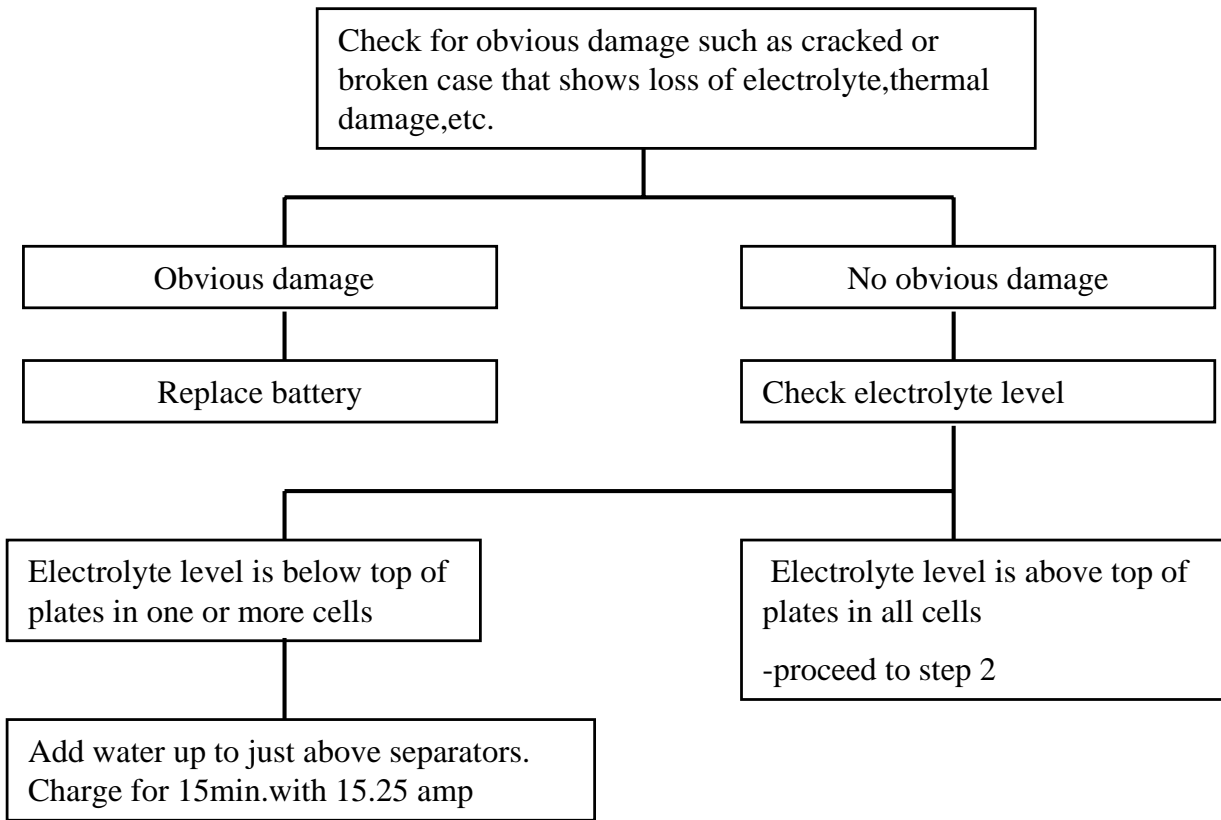 Check for obvious damage such as cracked or
broken case that shows loss of electrolyte,thermal
damage,etc.
Obvious damage
No obvious damage
Replace battery
Check electrolyte level
Electrolyte level is below top of
plates in one or more cells
Electrolyte level is above top of
plates in all cells
-proceed to step 2
Add water up to just above separators.
Charge for 15min.with 15.25 amp